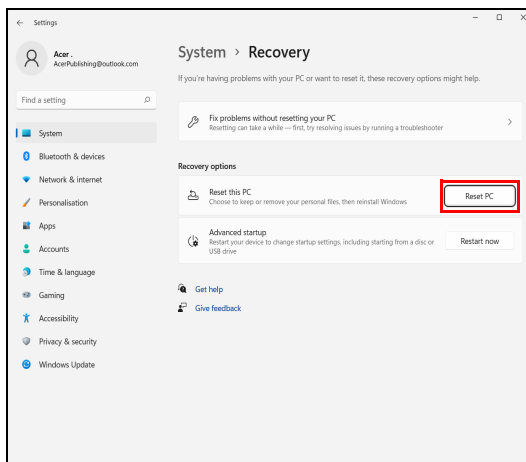 Settings
Acer .
AcerPublishing@outlook.com
Find a setting
System
Bluetooth & devices
Network & internet
Personalisation
Apps
Accounts
Time & language
Gaming
Accessibility
Privacy & security
Windows Update
System > Recovery
If you're having problems with your PC or want to reset it, these recovery options might help.
Fix problems without resetting your PC
Resetting can take a while — first, try resolving issues by running a troubleshooter
Recovery options
Reset this PC
Choose to keep or remove your personal files, then reinstall Windows
Reset PC
Advanced startup
Restart your device to change startup settings, including starting from a disc or
USB drive
Restart now
Get help
Give feedback